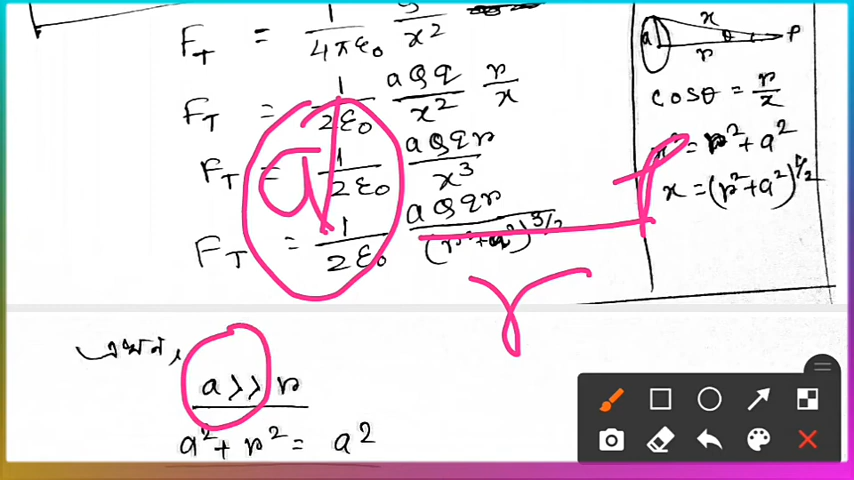 F_T = 1/4πε₀ q/x²
F_T = 1/2ε₀ aqq/x² r/x
F_T = 1/2ε₀ aqqr/x³
F_T = 1/2ε₀ aqqr/(r²+a²)^3/2
a
x
r
θ
P
cosθ = r/x
x² = r² + a²
x = (r² + a²)^1/2
a
P
r
এখন,
a >> r
a² + r² = a²